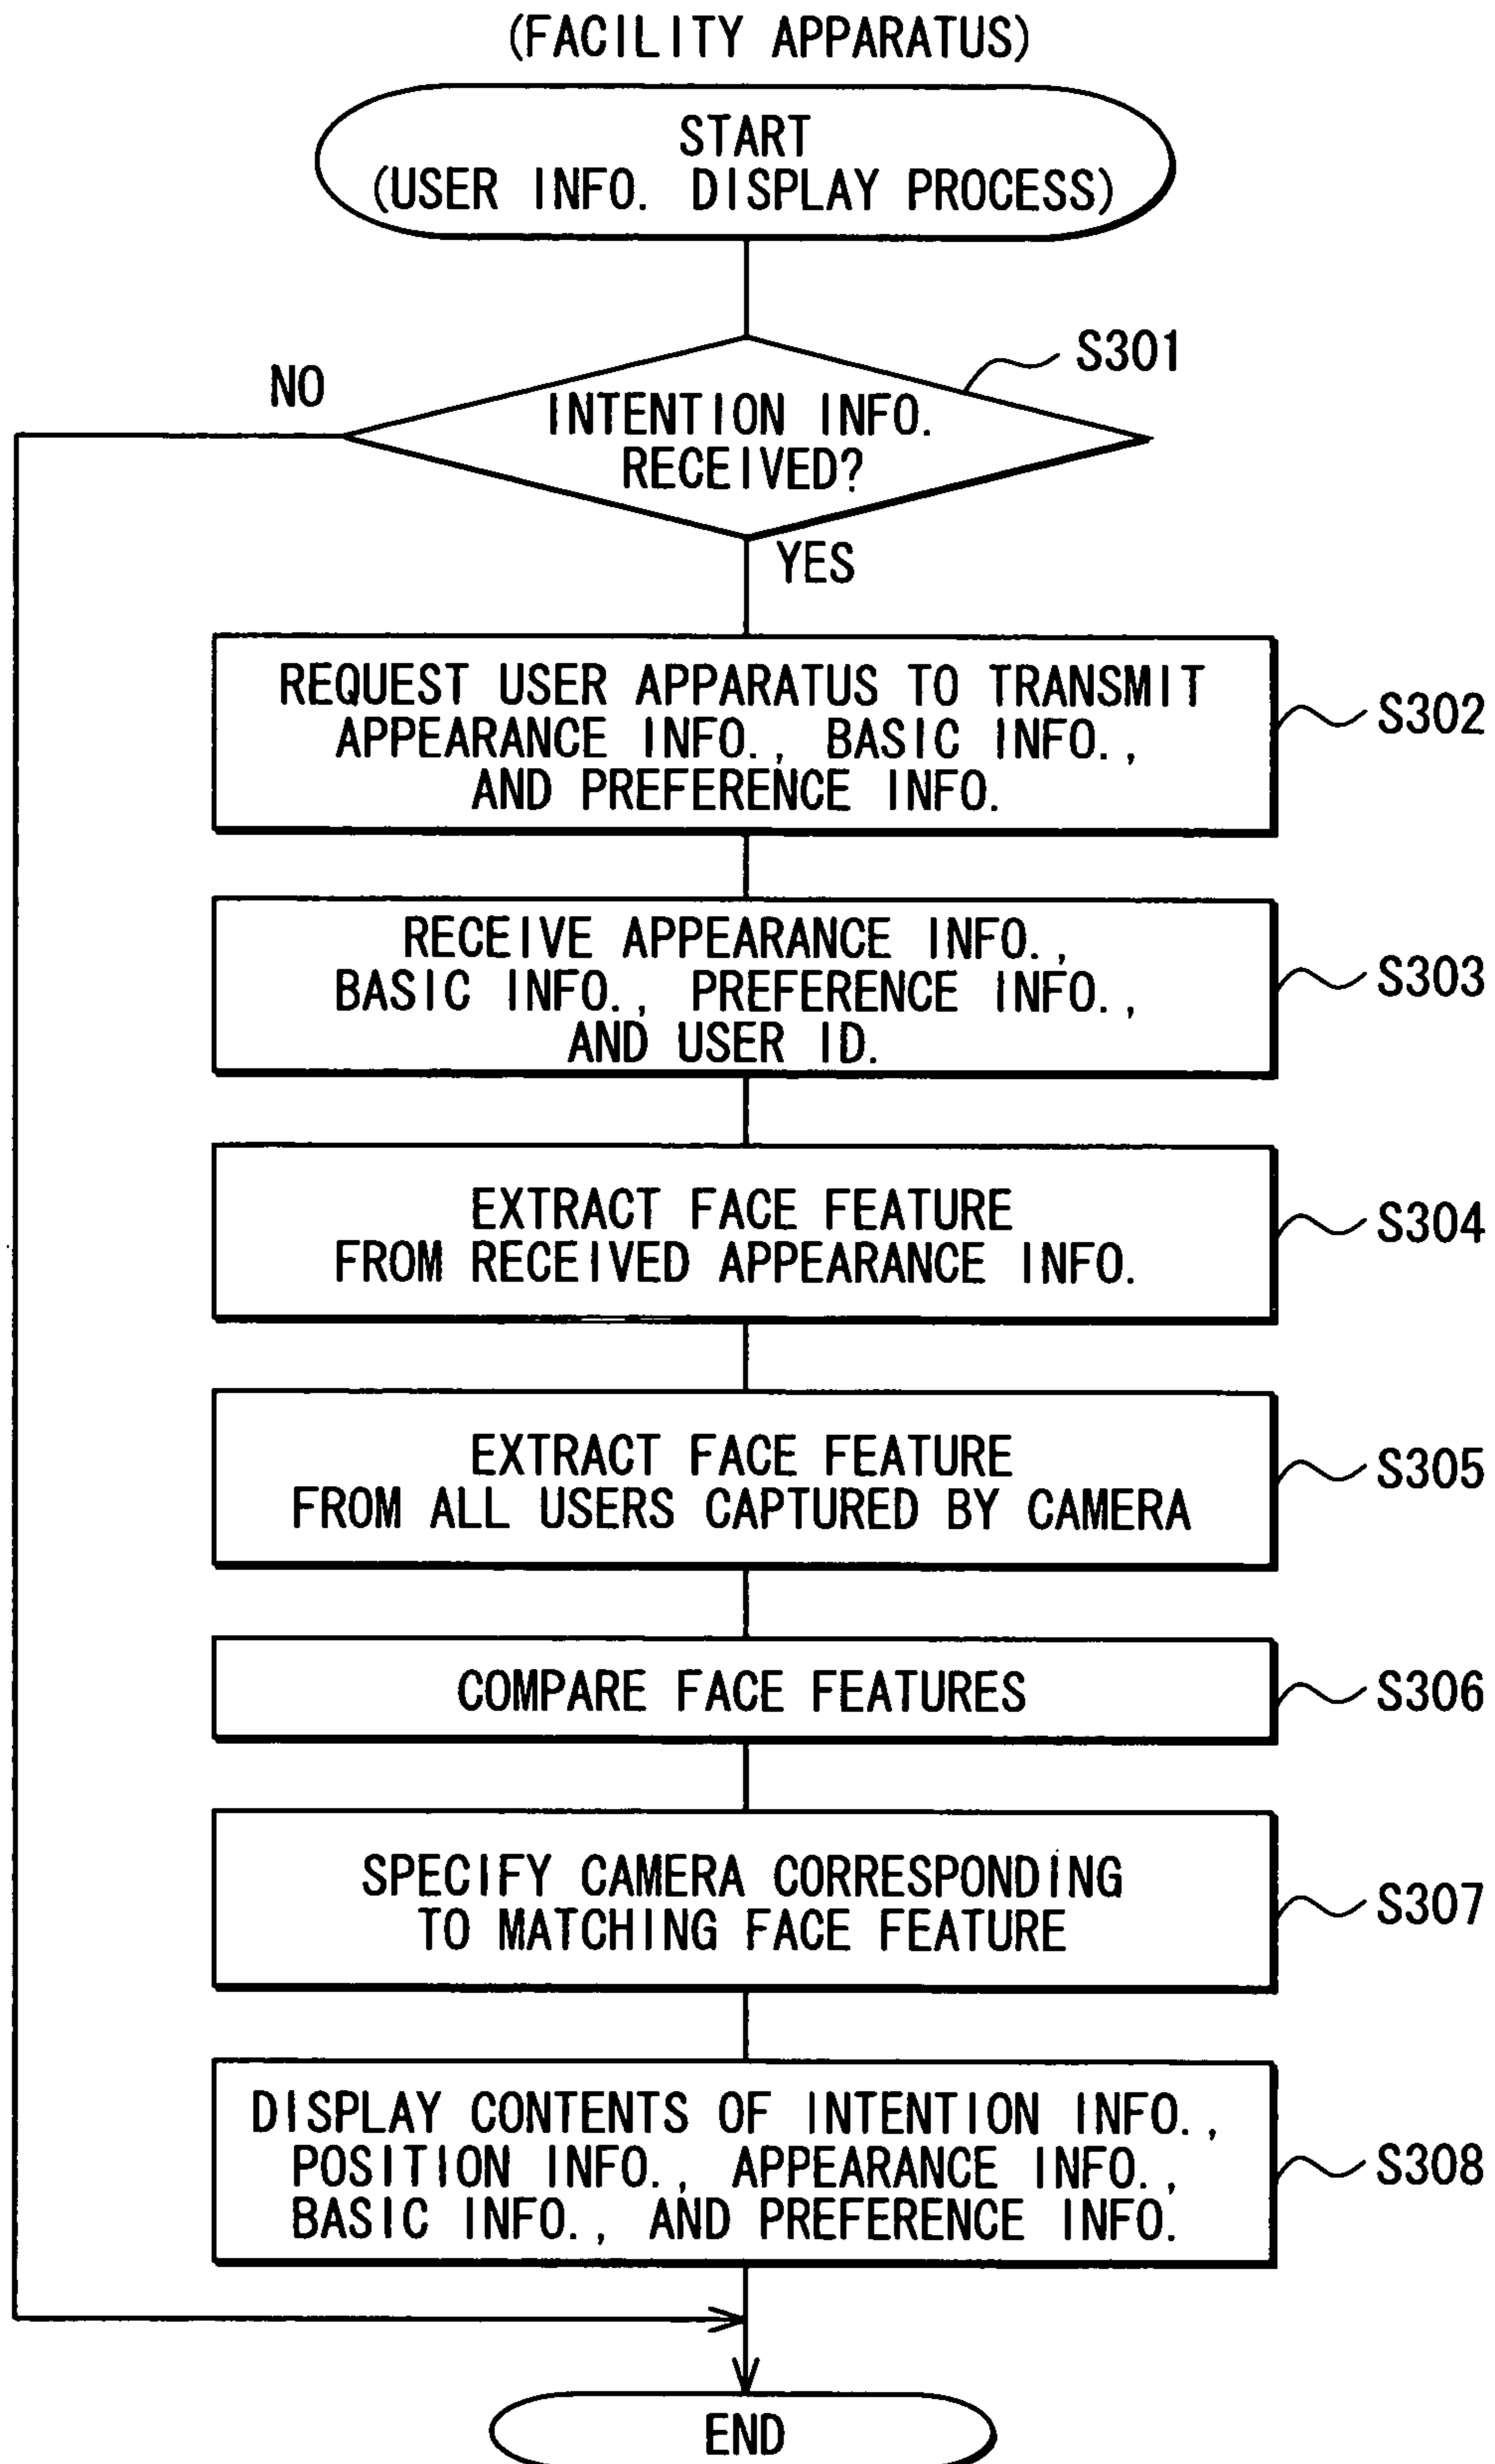 (FACILITY APPARATUS)
START
(USER INFO. DISPLAY PROCESS)
S301
NO
INTENTION INFO.
RECEIVED?
YES
REQUEST USER APPARATUS TO TRANSMIT
APPEARANCE INFO., BASIC INFO.,
AND PREFERENCE INFO.
S302
RECEIVE APPEARANCE INFO.,
BASIC INFO., PREFERENCE INFO.,
AND USER ID.
S303
EXTRACT FACE FEATURE
FROM RECEIVED APPEARANCE INFO.
S304
EXTRACT FACE FEATURE
FROM ALL USERS CAPTURED BY CAMERA
S305
COMPARE FACE FEATURES
S306
SPECIFY CAMERA CORRESPONDING
TO MATCHING FACE FEATURE
S307
DISPLAY CONTENTS OF INTENTION INFO.,
POSITION INFO., APPEARANCE INFO.,
BASIC INFO., AND PREFERENCE INFO.
S308
END